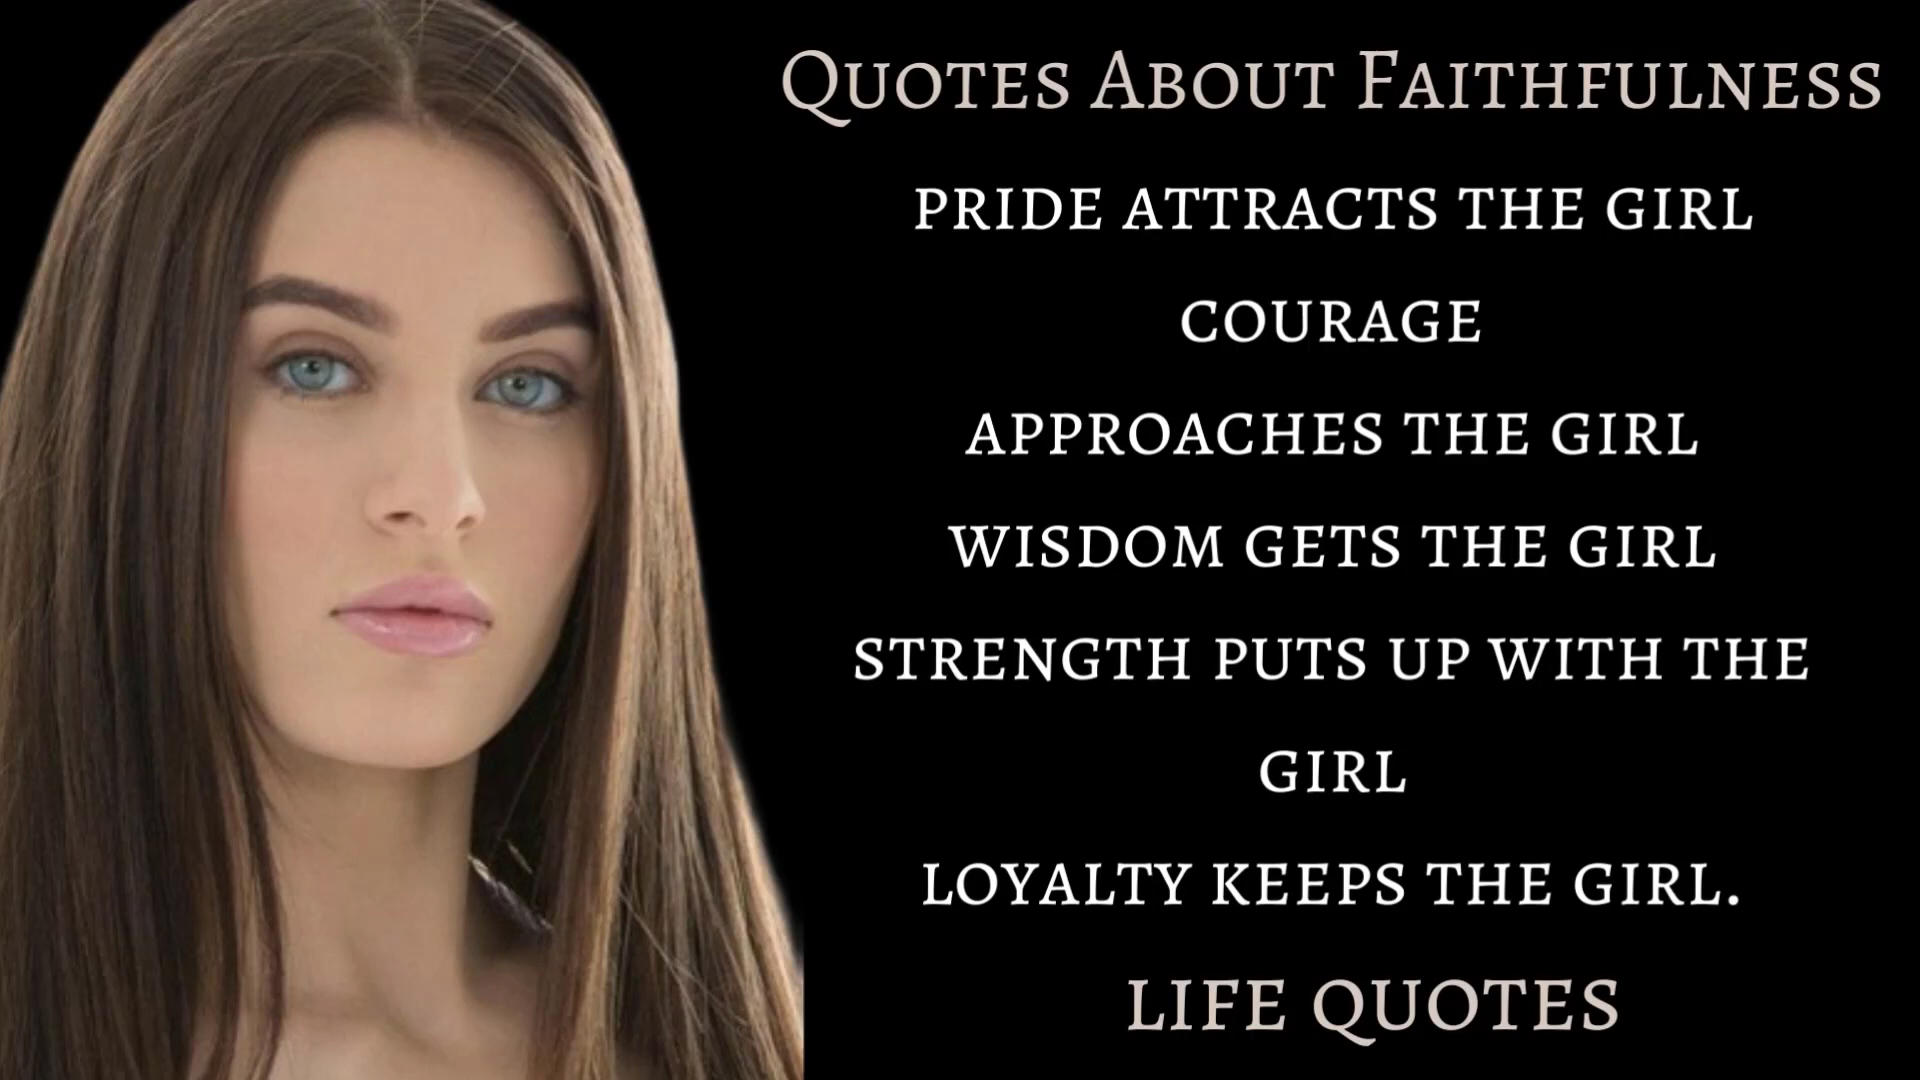 Quotes About Faithfulness
PRIDE ATTRACTS THE GIRL
COURAGE
APPROACHES THE GIRL
WISDOM GETS THE GIRL
STRENGTH PUTS UP WITH THE
GIRL
LOYALTY KEEPS THE GIRL.
LIFE QUOTES